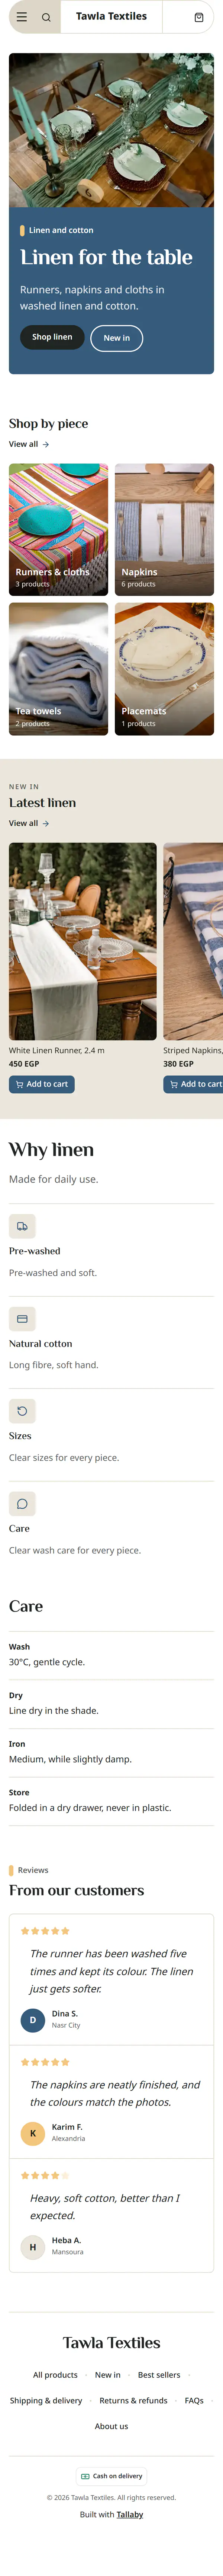 Tawla Textiles
Linen and cotton
Linen for the table
Runners, napkins and cloths in
washed linen and cotton.
Shop linen
New in
Shop by piece
View all
Runners & cloths
3 products
Napkins
6 products
Tea towels
2 products
Placemats
1 products
NEW IN
Latest linen
View all
White Linen Runner, 2.4 m
450 EGP
Add to cart
Striped Napkins,
380 EGP
Add to cart
Why linen
Made for daily use.
Pre-washed
Pre-washed and soft.
Natural cotton
Long fibre, soft hand.
Sizes
Clear sizes for every piece.
Care
Clear wash care for every piece.
Care
Wash
30°C, gentle cycle.
Dry
Line dry in the shade.
Iron
Medium, while slightly damp.
Store
Folded in a dry drawer, never in plastic.
Reviews
From our customers
The runner has been washed five
times and kept its colour. The linen
just gets softer.
D
Dina S.
Nasr City
The napkins are neatly finished, and
the colours match the photos.
K
Karim F.
Alexandria
Heavy, soft cotton, better than I
expected.
H
Heba A.
Mansoura
Tawla Textiles
All products · New in · Best sellers ·
Shipping & delivery · Returns & refunds · FAQs ·
About us
Cash on delivery
© 2026 Tawla Textiles. All rights reserved.
Built with Tallaby